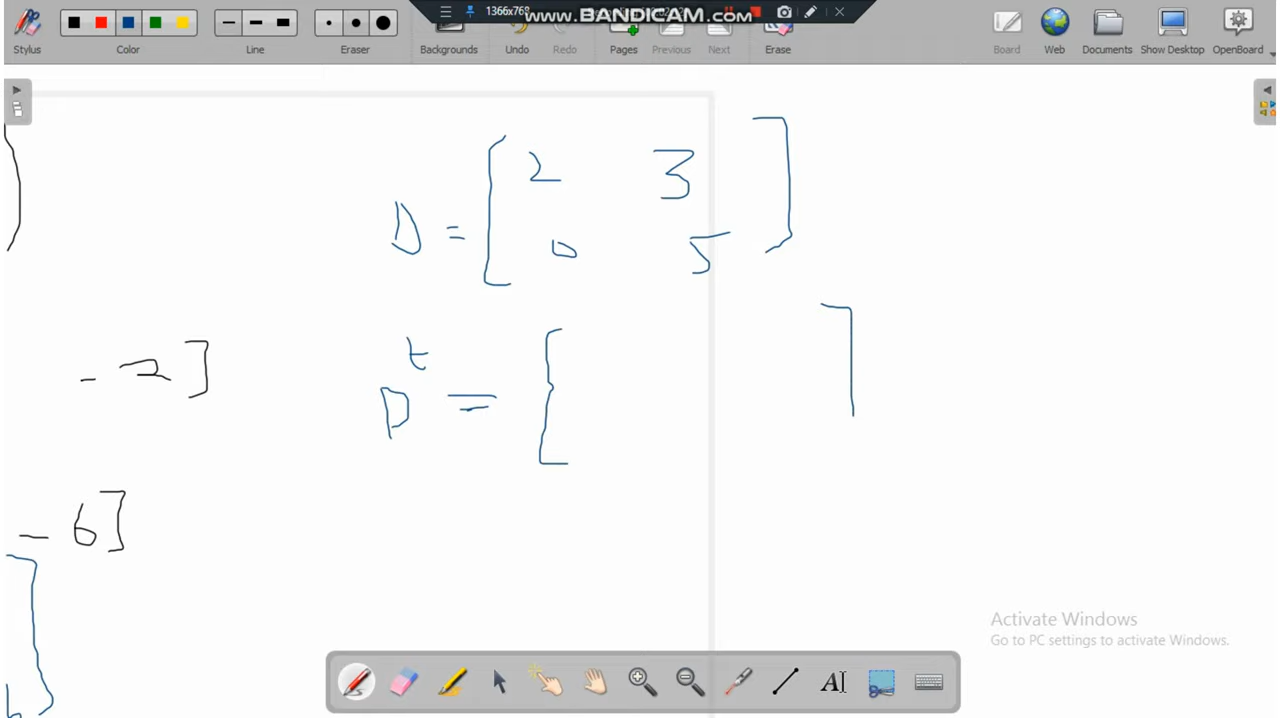 1366x768
www.BANDICAM.com
Stylus Color Line Eraser Backgrounds Undo Redo Pages Previous Next Erase Board Web Documents Show Desktop OpenBoard
2 3
D =
0 5
t
D =
- 2]
- 6]
Activate Windows
Go to PC settings to activate Windows.
AI